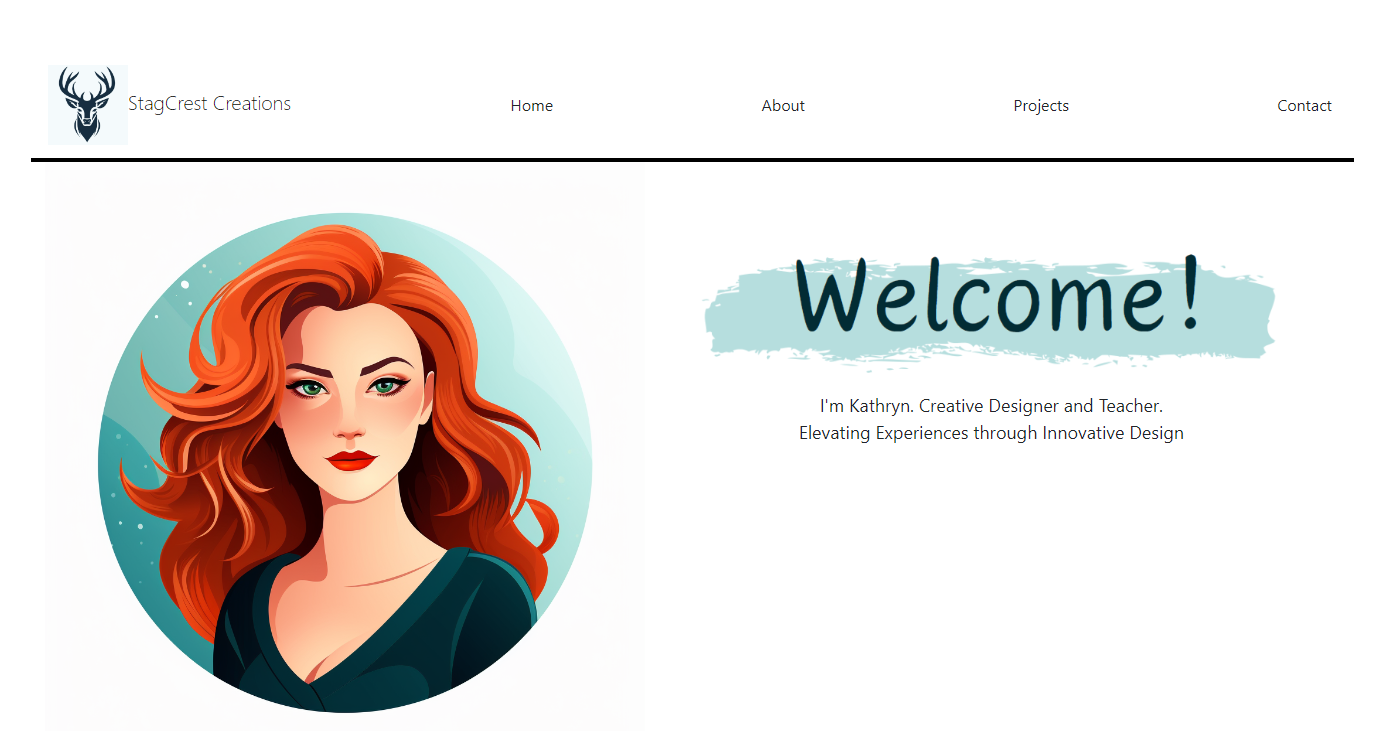 StagCrest Creations
Home
About
Projects
Contact
Welcome!
I'm Kathryn. Creative Designer and Teacher.
Elevating Experiences through Innovative Design